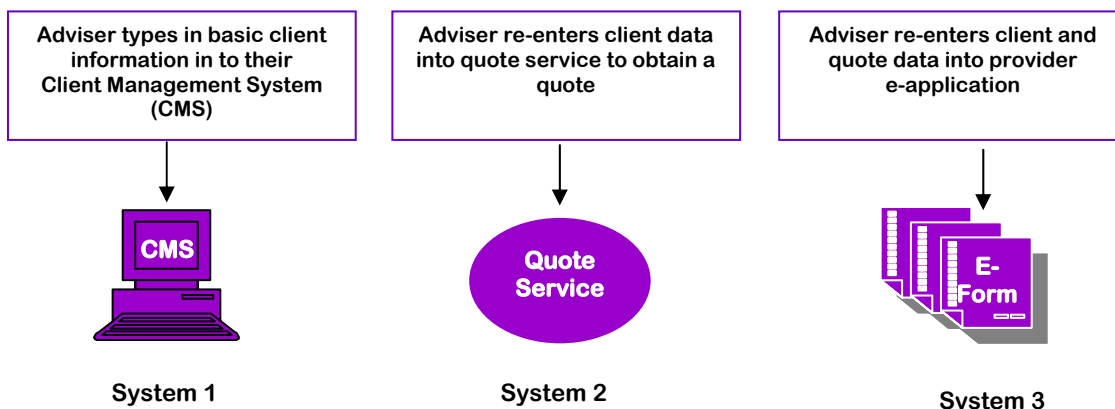 Adviser types in basic client
information in to their
Client Management System
(CMS)
Adviser re-enters client data
into quote service to obtain a
quote
Adviser re-enters client and
quote data into provider
e-application
CMS
Quote
Service
E-
Form
System 1
System 2
System 3